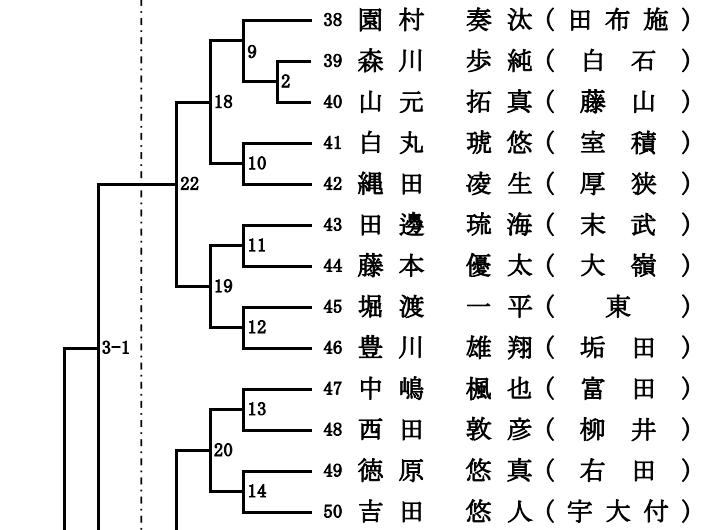 38 園村 奏汰 (田布施)
9
39 森川 歩純 (白石)
2
18
40 山元 拓真 (藤山)
41 白丸 琥悠 (室積)
10
22
42 縄田 凌生 (厚狭)
43 田邊 琉海 (末武)
11
44 藤本 優太 (大嶺)
19
45 堀渡 一平 (東)
12
3-1
46 豊川 雄翔 (垢田)
47 中嶋 楓也 (富田)
13
48 西田 敦彦 (柳井)
20
49 徳原 悠真 (右田)
14
50 吉田 悠人 (宇大付)